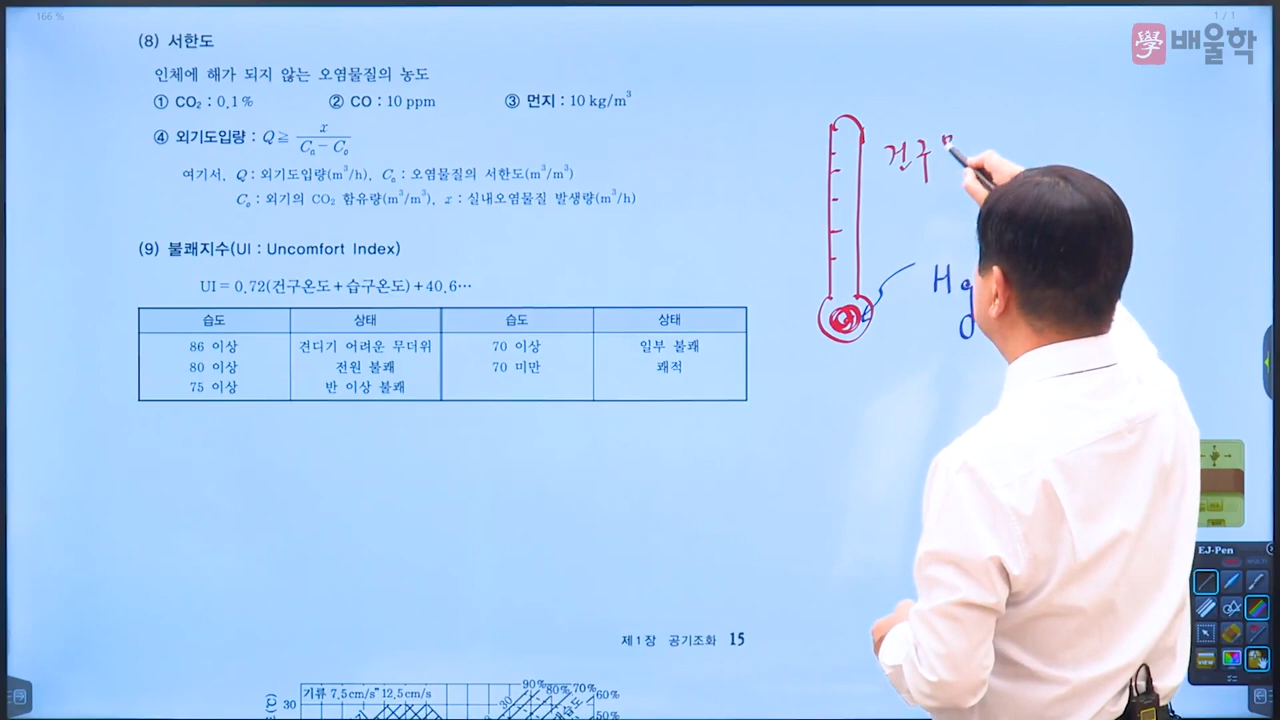 166 %
1 / 1
學 배울학
(8) 서한도
인체에 해가 되지 않는 오염물질의 농도
① CO₂ : 0.1% ② CO : 10 ppm ③ 먼지 : 10 kg/m³
④ 외기도입량 : Q ≧ x / (Cₐ − Cₒ)
여기서, Q : 외기도입량(m³/h), Cₐ : 오염물질의 서한도(m³/m³)
Cₒ : 외기의 CO₂ 함유량(m³/m³), x : 실내오염물질 발생량(m³/h)
(9) 불쾌지수(UI : Uncomfort Index)
UI = 0.72(건구온도 + 습구온도) + 40.6…
습도 상태 습도 상태
86 이상 견디기 어려운 무더위 70 이상 일부 불쾌
80 이상 전원 불쾌 70 미만 쾌적
75 이상 반 이상 불쾌
건구
Hg
제1장 공기조화 15
기류 7.5cm/s~12.5cm/s
90% 80% 70% 60%
30
50%
EJ-Pen
VIEW